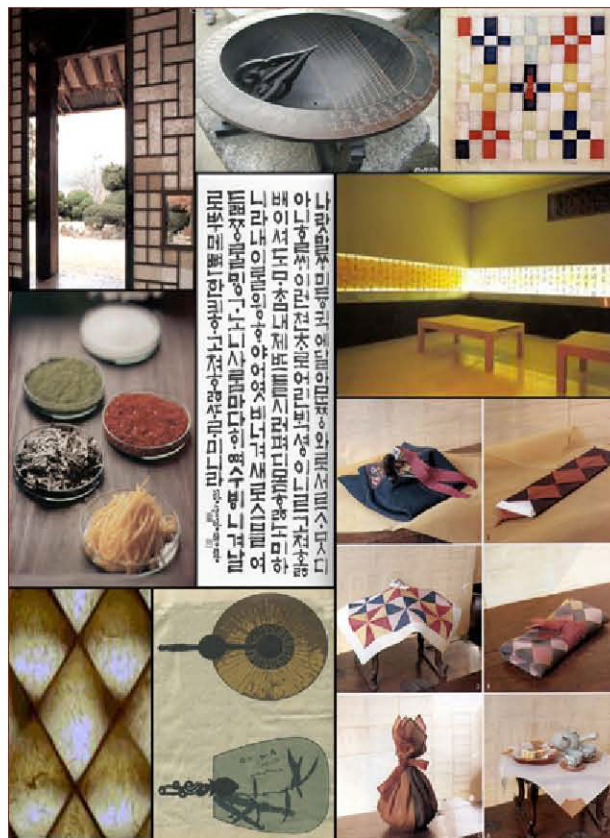 나랏말ᄊᆞ미듕귁에달아문ᄍᆞᆼ와로서르ᄉᆞᄆᆞᆺ디
아니ᄒᆞᆯᄊᆡ이런젼ᄎᆞ로어린ᄇᆡᆨ셩이니르고져호ᇙ
배이셔도ᄆᆞᄎᆞᆷ내제ᄠᅳ들시러펴디몯ᄒᆞᇙ노미하
니라내이ᄅᆞᆯ윙ᄒᆞ야어엿비너겨새로스믈여
듧ᄍᆞᆼᄅᆞᆯᄆᆡᇰᄀᆞ노니사ᄅᆞᆷ마다ᄒᆡᅇᅧ수ᄫᅵ니겨날
로ᄡᅮ메뼌한킈ᄒᆞ고져ᄒᆞᇙᄯᆞᄅᆞ미니라